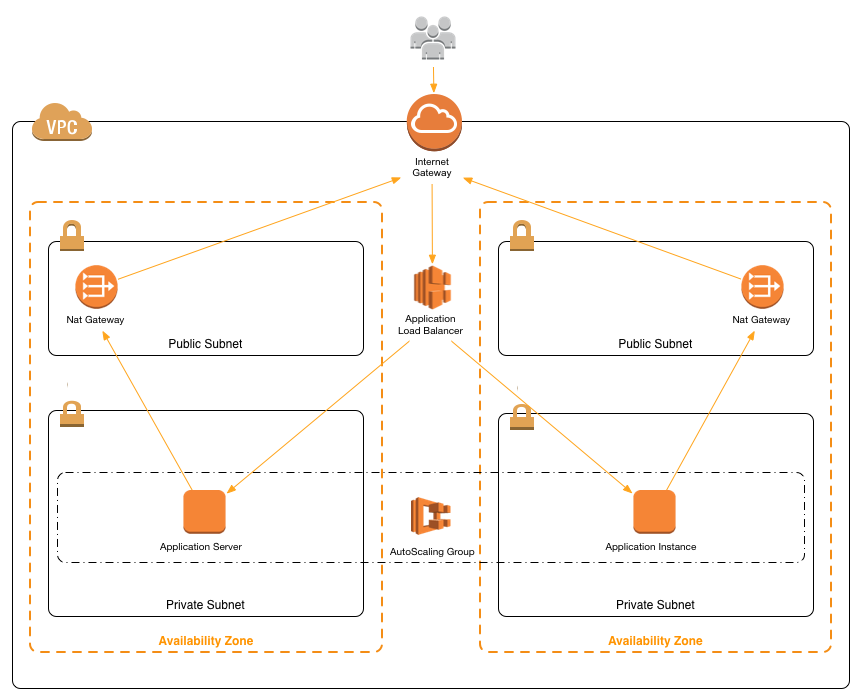 VPC
Internet
Gateway
Nat Gateway
Public Subnet
Application
Load Balancer
Nat Gateway
Public Subnet
Application Server
AutoScaling Group
Application Instance
Private Subnet
Private Subnet
Availability Zone
Availability Zone